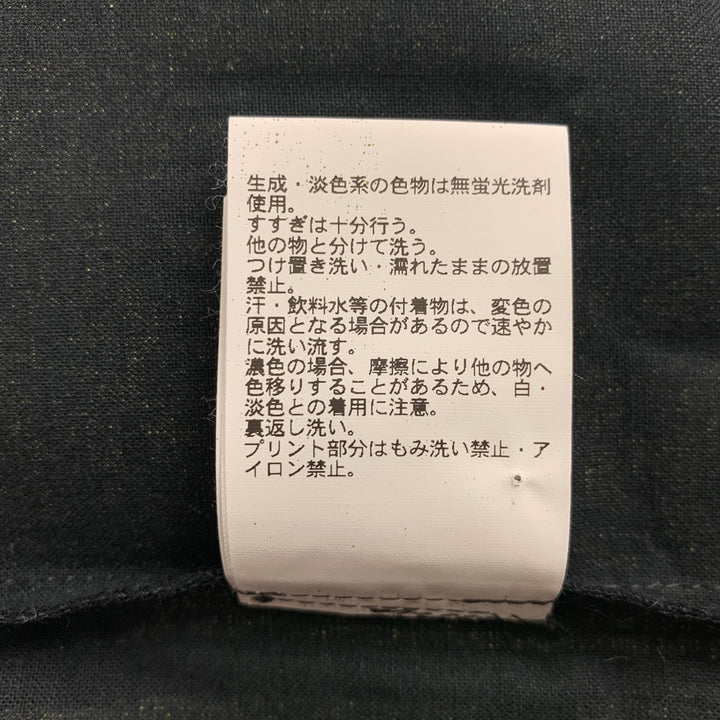 生成・淡色系の色物は無蛍光洗剤
使用。
すすぎは十分行う。
他の物と分けて洗う。
つけ置き洗い・濡れたままの放置
禁止。
汗・飲料水等の付着物は、変色の
原因となる場合があるので速やか
に洗い流す。
濃色の場合、摩擦により他の物へ
色移りすることがあるため、白・
淡色との着用に注意。
裏返し洗い。
プリント部分はもみ洗い禁止・ア
イロン禁止。